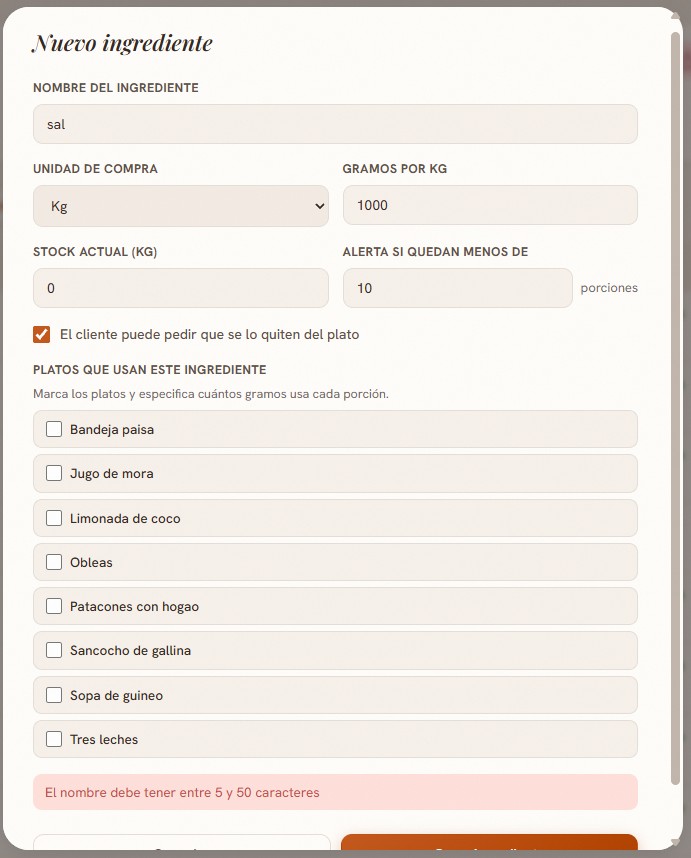 Nuevo ingrediente
NOMBRE DEL INGREDIENTE
sal
UNIDAD DE COMPRA
GRAMOS POR KG
Kg
1000
STOCK ACTUAL (KG)
ALERTA SI QUEDAN MENOS DE
0
10
porciones
El cliente puede pedir que se lo quiten del plato
PLATOS QUE USAN ESTE INGREDIENTE
Marca los platos y especifica cuántos gramos usa cada porción.
Bandeja paisa
Jugo de mora
Limonada de coco
Obleas
Patacones con hogao
Sancocho de gallina
Sopa de guineo
Tres leches
El nombre debe tener entre 5 y 50 caracteres